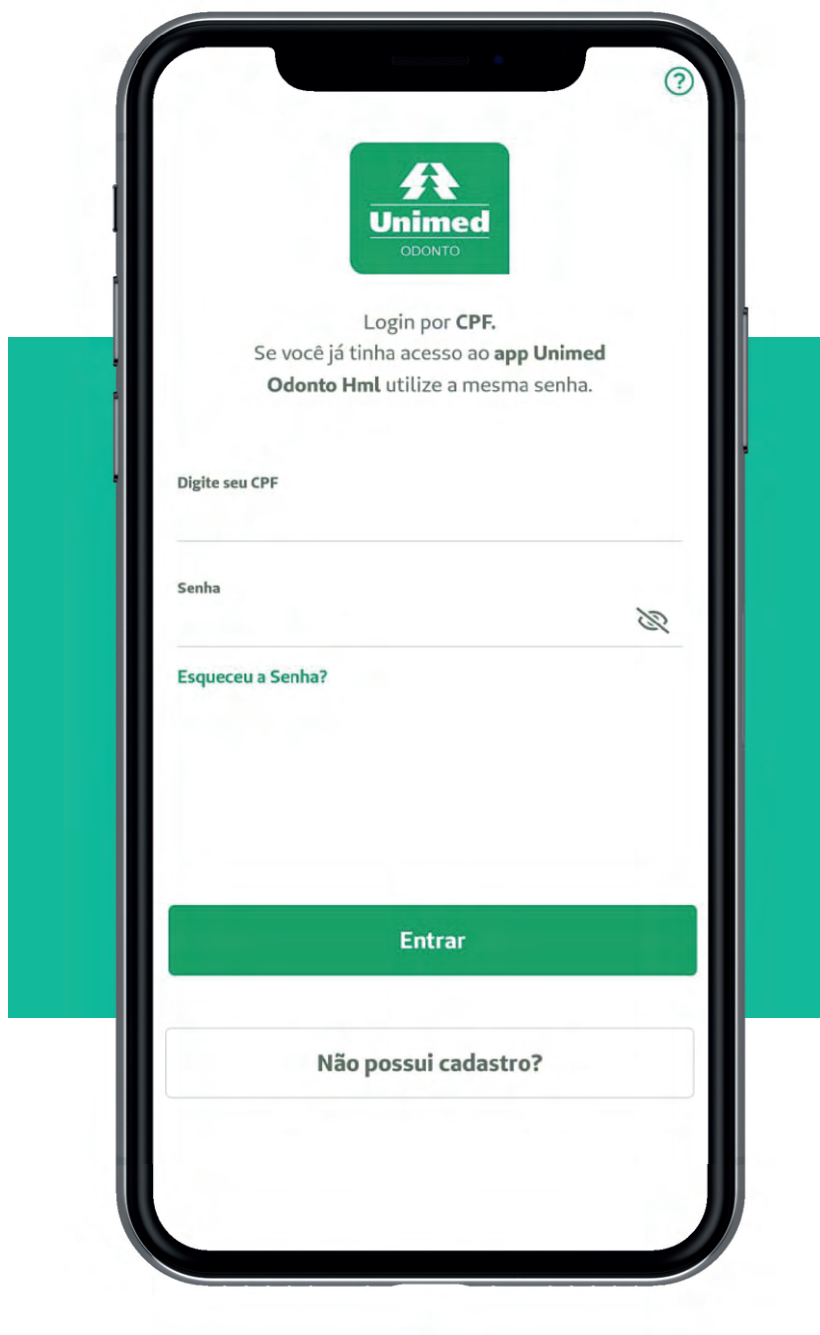 Unimed
ODONTO
Login por CPF.
Se você já tinha acesso ao app Unimed
Odonto Hml utilize a mesma senha.
Digite seu CPF
Senha
Esqueceu a Senha?
Entrar
Não possui cadastro?